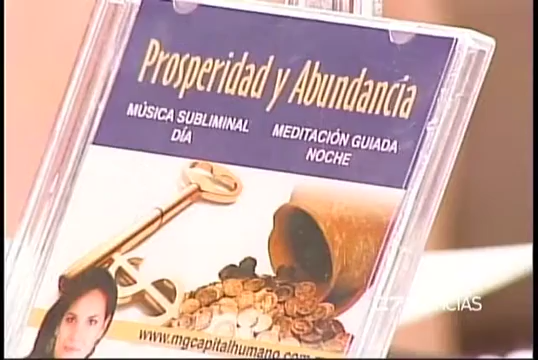 Prosperidad y Abundancia
MÚSICA SUBLIMINAL
DÍA
MEDITACIÓN GUIADA
NOCHE
www.mgcapitalhumano.com